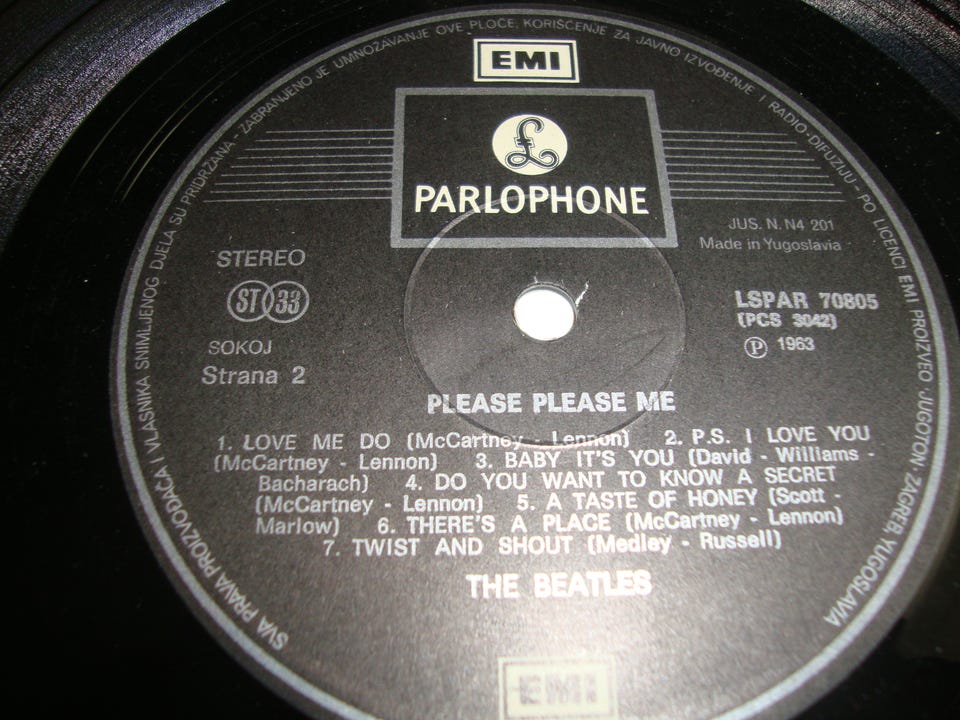 SVA PRAVA PROIZVOĐAČA I VLASNIKA SNIMLJENOG DJELA SU PRIDRŽANA - ZABRANJENO JE UMNOŽAVANJE OVE PLOČE, KORIŠĆENJE ZA JAVNO IZVOĐENJE I RADIO-DIFUZIJU - PO LICENCI EMI PROIZVEO "JUGOTON" ZAGREB, YUGOSLAVIA
EMI
£
PARLOPHONE
JUS. N. N4 201
Made in Yugoslavia
STEREO
ST 33
LSPAR 70805
(PCS 3042)
Ⓟ 1963
SOKOJ
Strana 2
PLEASE PLEASE ME
1. LOVE ME DO (McCartney - Lennon) 2. P.S. I LOVE YOU
(McCartney - Lennon) 3. BABY IT'S YOU (David - Williams -
Bacharach) 4. DO YOU WANT TO KNOW A SECRET
(McCartney - Lennon) 5. A TASTE OF HONEY (Scott -
Marlow) 6. THERE'S A PLACE (McCartney - Lennon)
7. TWIST AND SHOUT (Medley - Russell)
THE BEATLES
EMI